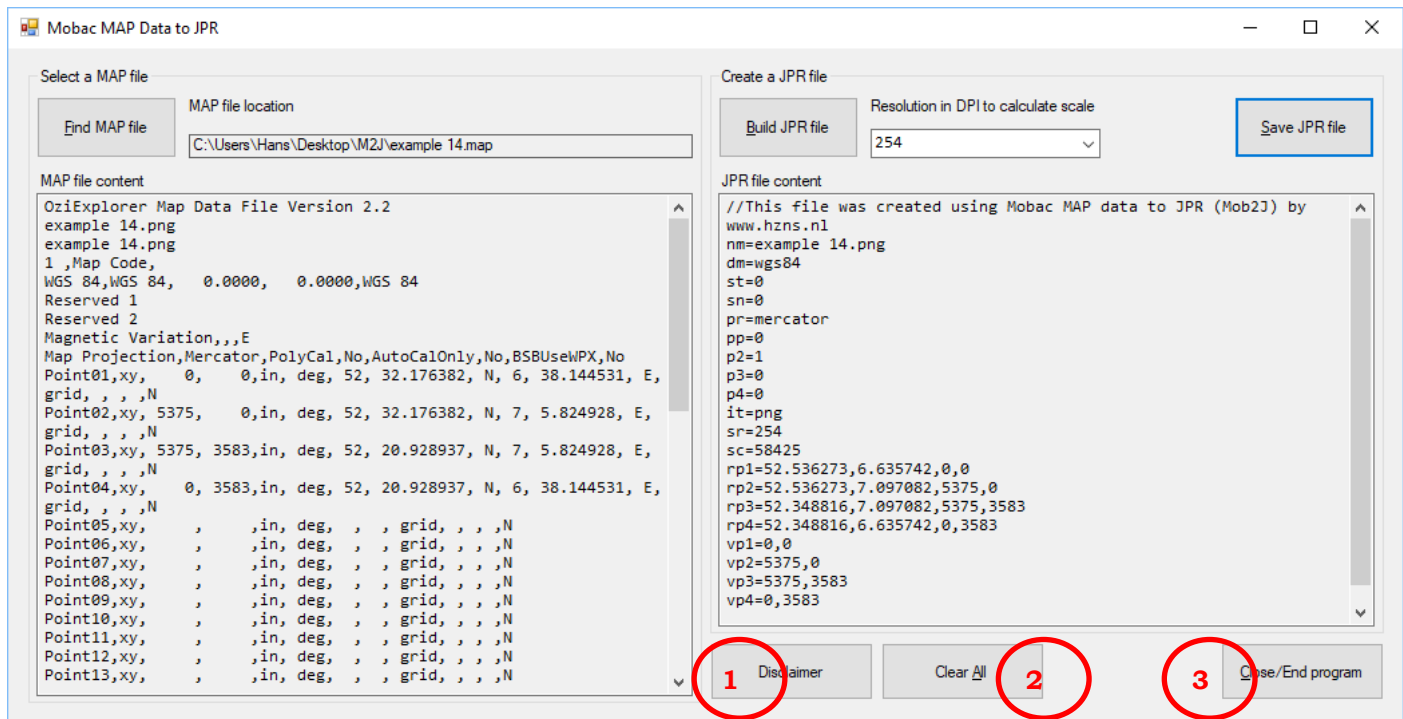 Mobac MAP Data to JPR
Select a MAP file
Find MAP file
MAP file location
C:\Users\Hans\Desktop\M2J\example 14.map
MAP file content
OziExplorer Map Data File Version 2.2
example 14.png
example 14.png
1 ,Map Code,
WGS 84,WGS 84,   0.0000,   0.0000,WGS 84
Reserved 1
Reserved 2
Magnetic Variation,,,E
Map Projection,Mercator,PolyCal,No,AutoCalOnly,No,BSBUseWPX,No
Point01,xy,    0,    0,in, deg, 52, 32.176382, N, 6, 38.144531, E,
grid, , , ,N
Point02,xy, 5375,    0,in, deg, 52, 32.176382, N, 7, 5.824928, E,
grid, , , ,N
Point03,xy, 5375, 3583,in, deg, 52, 20.928937, N, 7, 5.824928, E,
grid, , , ,N
Point04,xy,    0, 3583,in, deg, 52, 20.928937, N, 6, 38.144531, E,
grid, , , ,N
Point05,xy,     ,     ,in, deg,  ,  , grid, , , ,N
Point06,xy,     ,     ,in, deg,  ,  , grid, , , ,N
Point07,xy,     ,     ,in, deg,  ,  , grid, , , ,N
Point08,xy,     ,     ,in, deg,  ,  , grid, , , ,N
Point09,xy,     ,     ,in, deg,  ,  , grid, , , ,N
Point10,xy,     ,     ,in, deg,  ,  , grid, , , ,N
Point11,xy,     ,     ,in, deg,  ,  , grid, , , ,N
Point12,xy,     ,     ,in, deg,  ,  , grid, , , ,N
Point13,xy,     ,     ,in, deg,  ,  , grid, , , ,N
Create a JPR file
Build JPR file
Resolution in DPI to calculate scale
254
Save JPR file
JPR file content
//This file was created using Mobac MAP data to JPR (Mob2J) by
www.hzns.nl
nm=example 14.png
dm=wgs84
st=0
sn=0
pr=mercator
pp=0
p2=1
p3=0
p4=0
it=png
sr=254
sc=58425
rp1=52.536273,6.635742,0,0
rp2=52.536273,7.097082,5375,0
rp3=52.348816,7.097082,5375,3583
rp4=52.348816,6.635742,0,3583
vp1=0,0
vp2=5375,0
vp3=5375,3583
vp4=0,3583
1
Disclaimer
Clear All
2
3
Close/End program